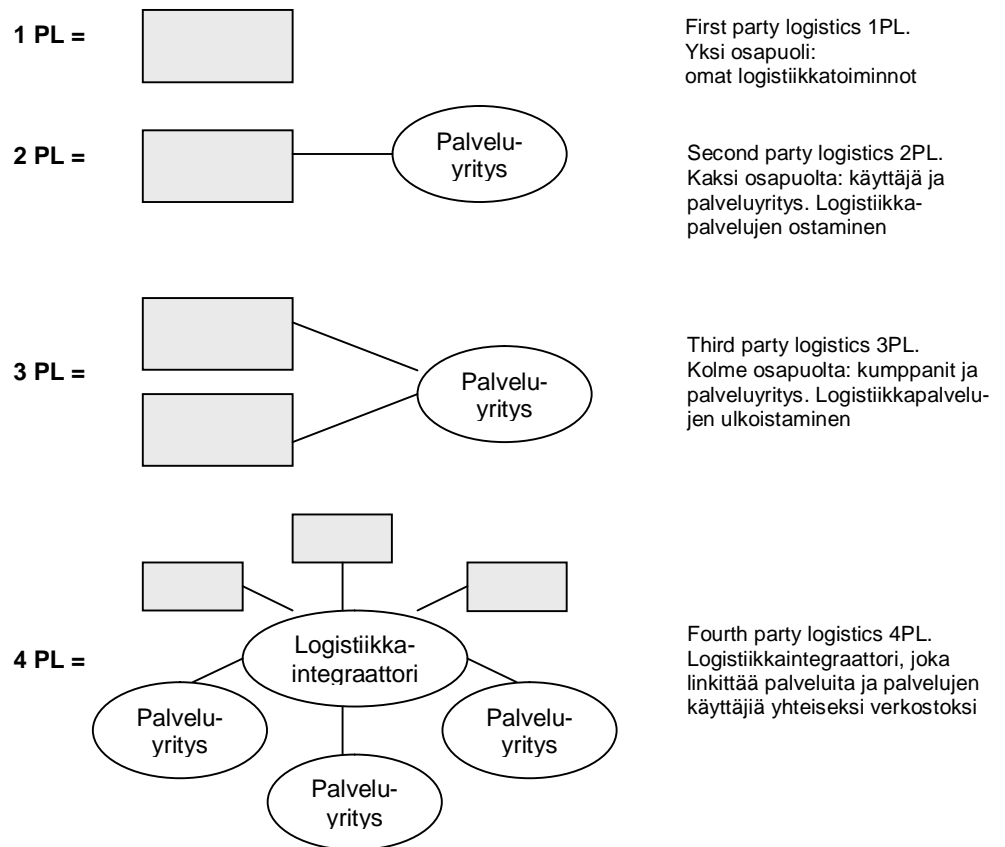 1 PL =
First party logistics 1PL.
Yksi osapuoli:
omat logistiikkatoiminnot
2 PL =
Palvelu-
yritys
Second party logistics 2PL.
Kaksi osapuolta: käyttäjä ja
palveluyritys. Logistiikka-
palvelujen ostaminen
3 PL =
Palvelu-
yritys
Third party logistics 3PL.
Kolme osapuolta: kumppanit ja
palveluyritys. Logistiikkapalvelu-
jen ulkoistaminen
4 PL =
Logistiikka-
integraattori
Palvelu-
yritys
Palvelu-
yritys
Palvelu-
yritys
Fourth party logistics 4PL.
Logistiikkaintegraattori, joka
linkittää palveluita ja palvelujen
käyttäjiä yhteiseksi verkostoksi